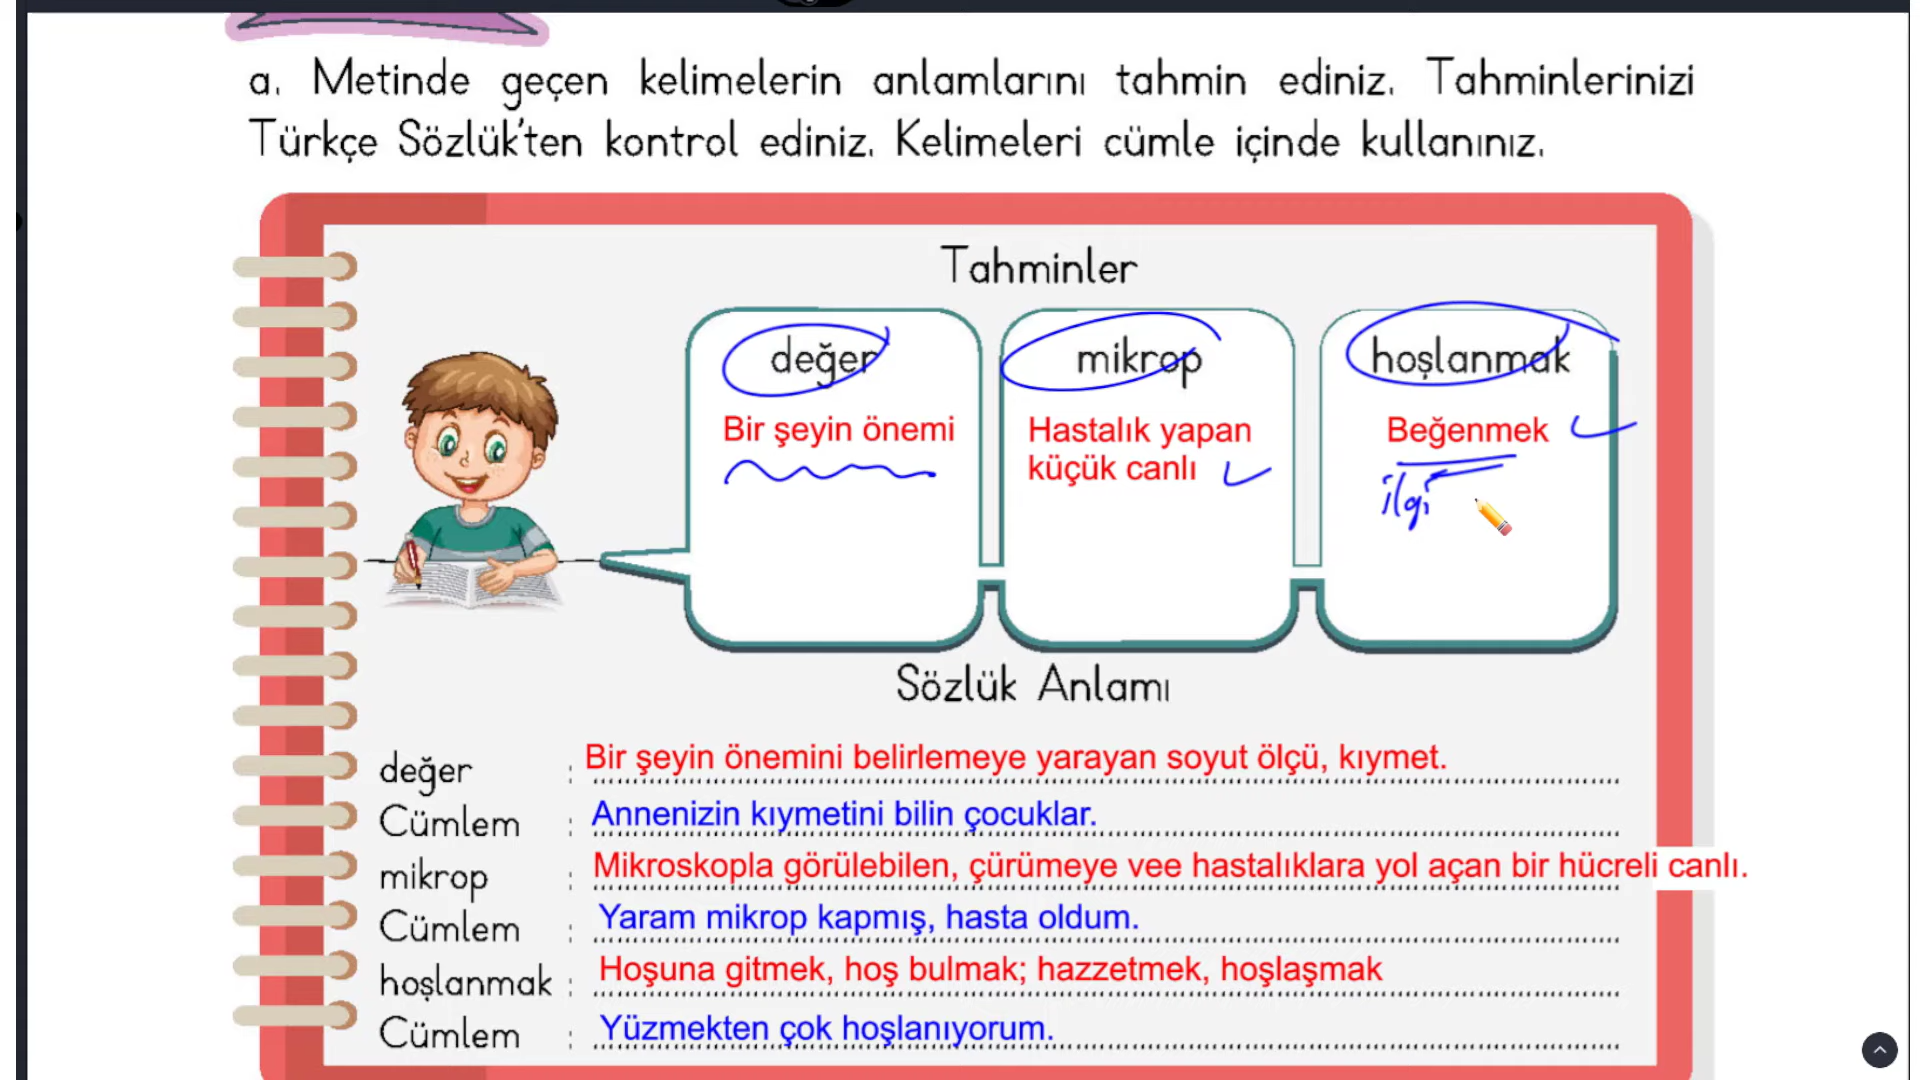 a. Metinde geçen kelimelerin anlamlarını tahmin ediniz. Tahminlerinizi
Türkçe Sözlük'ten kontrol ediniz. Kelimeleri cümle içinde kullanınız.
Tahminler
değer
Bir şeyin önemi
mikrop
Hastalık yapan
küçük canlı
hoşlanmak
Beğenmek
ilgi
Sözlük Anlamı
değer : Bir şeyin önemini belirlemeye yarayan soyut ölçü, kıymet.
Cümlem : Annenizin kıymetini bilin çocuklar.
mikrop : Mikroskopla görülebilen, çürümeye vee hastalıklara yol açan bir hücreli canlı.
Cümlem : Yaram mikrop kapmış, hasta oldum.
hoşlanmak : Hoşuna gitmek, hoş bulmak; hazzetmek, hoşlaşmak
Cümlem : Yüzmekten çok hoşlanıyorum.